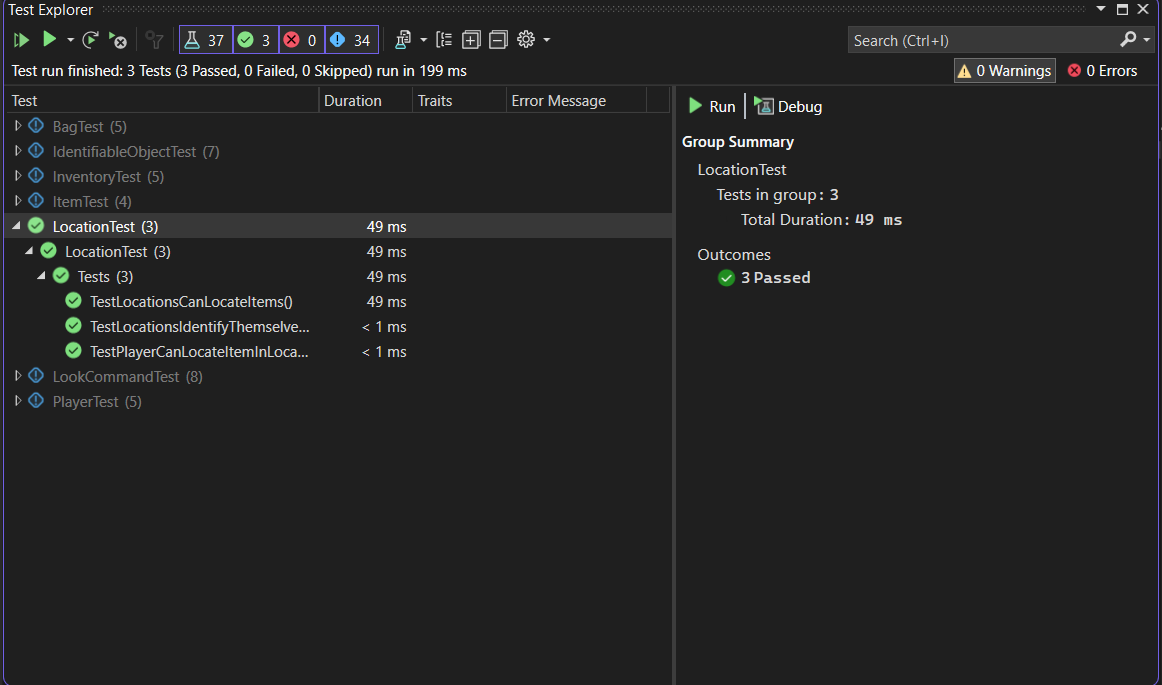 Test Explorer
37 3 0 34
Search (Ctrl+I)
Test run finished: 3 Tests (3 Passed, 0 Failed, 0 Skipped) run in 199 ms
0 Warnings 0 Errors
Test Duration Traits Error Message
BagTest (5)
IdentifiableObjectTest (7)
InventoryTest (5)
ItemTest (4)
LocationTest (3) 49 ms
LocationTest (3) 49 ms
Tests (3) 49 ms
TestLocationsCanLocateItems() 49 ms
TestLocationsIdentifyThemselve... < 1 ms
TestPlayerCanLocateItemInLoca... < 1 ms
LookCommandTest (8)
PlayerTest (5)
Run Debug
Group Summary
LocationTest
Tests in group: 3
Total Duration: 49 ms
Outcomes
3 Passed